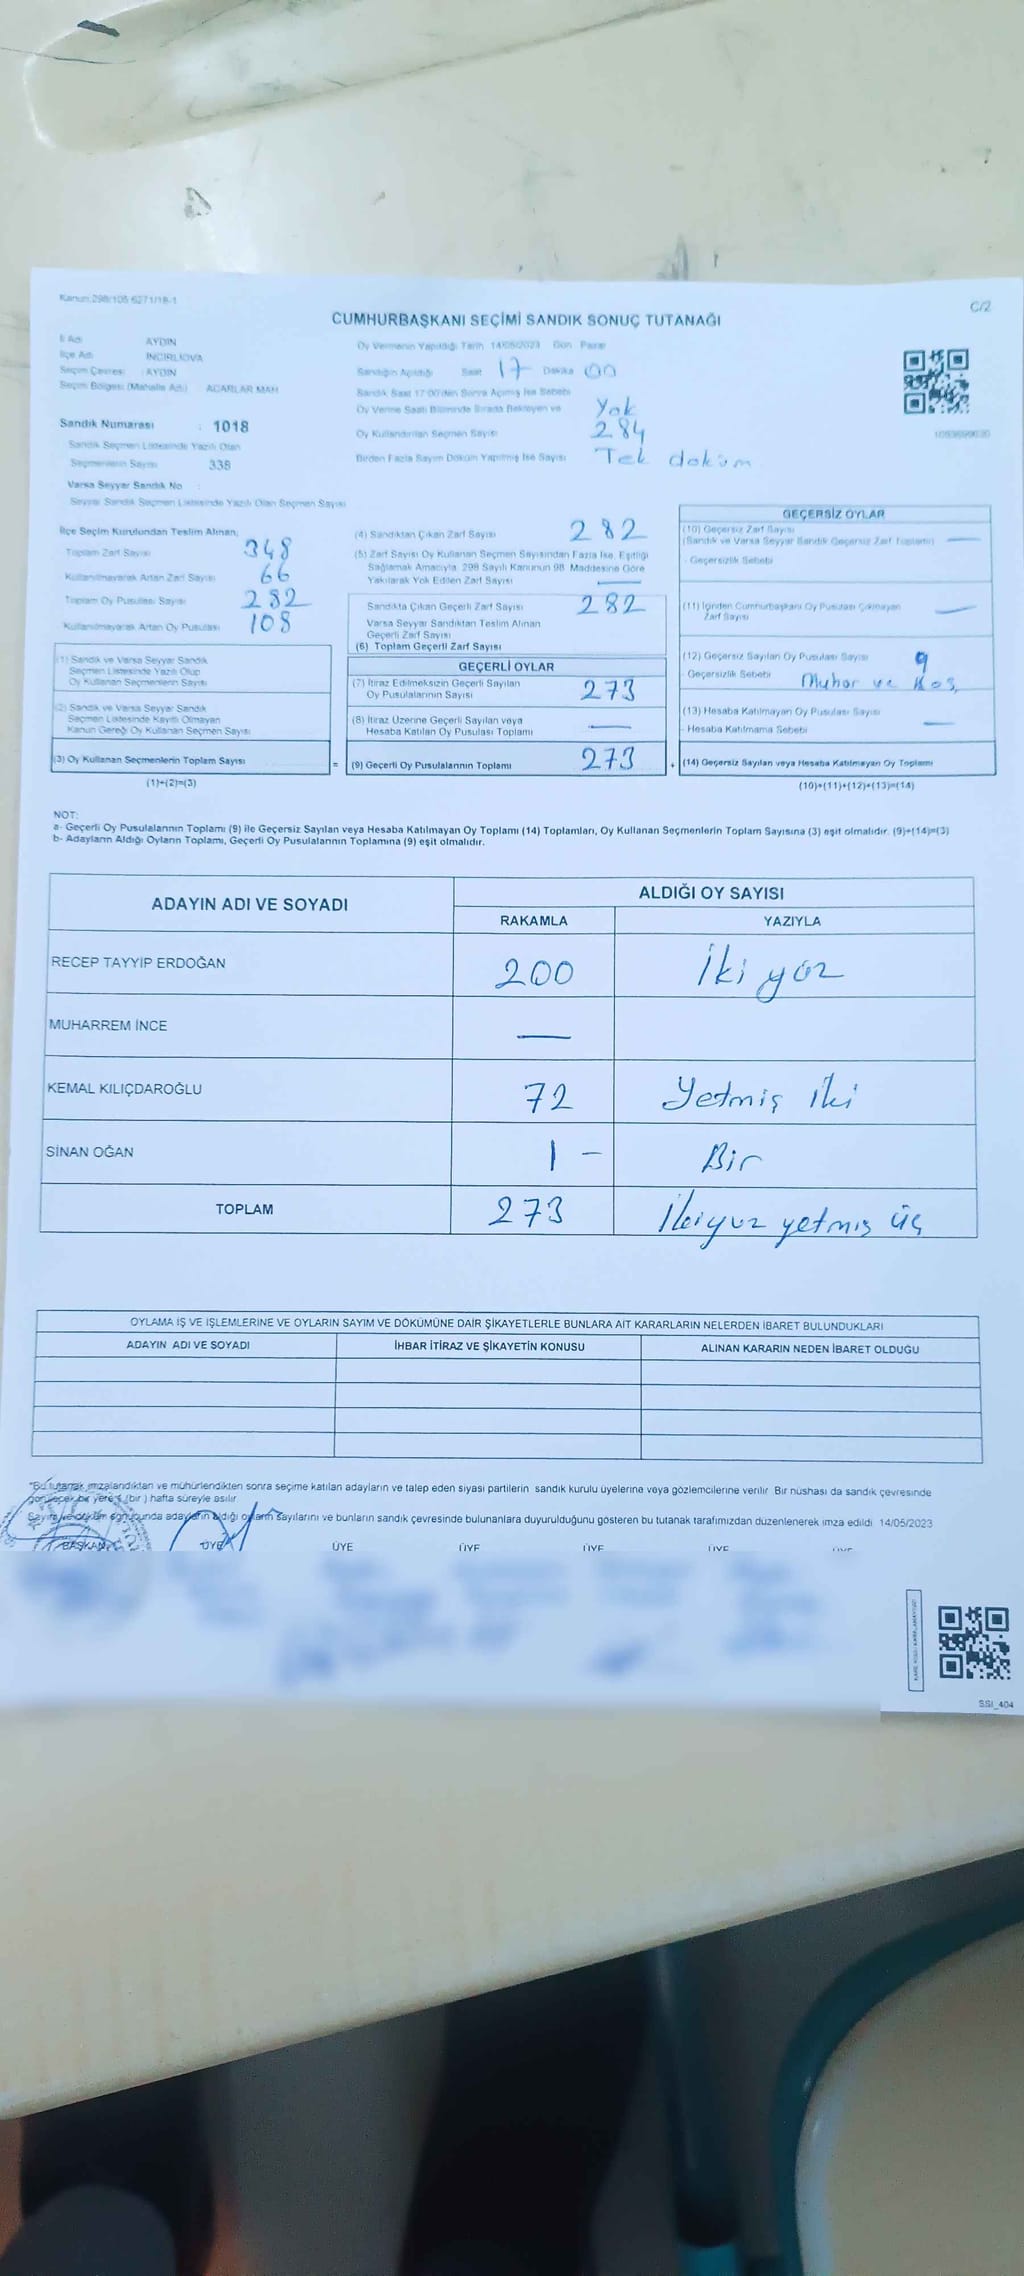 Kanun:298/105 6271/18-1
C/2
CUMHURBAŞKANI SEÇİMİ SANDIK SONUÇ TUTANAĞI
İl Adı AYDIN
İlçe Adı İNCİRLİOVA
Seçim Çevresi : AYDIN
Seçim Bölgesi (Mahalle Adı) ACARLAR MAH
Sandık Numarası : 1018
Sandık Seçmen Listesinde Yazılı Olan
Seçmenlerin Sayısı 338
Varsa Seyyar Sandık No :
Seyyar Sandık Seçmen Listesinde Yazılı Olan Seçmen Sayısı
Oy Vermenin Yapıldığı Tarih 14/05/2023 Gün Pazar
Sandığın Açıldığı Saat 17 Dakika 00
Sandık Saat 17:00'den Sonra Açılmış İse Sebebi
Oy Verme Saati Bitiminde Sırada Bekleyen ve Yok
Oy Kullandırılan Seçmen Sayısı 284
Birden Fazla Sayım Döküm Yapılmış İse Sayısı Tek döküm
İlçe Seçim Kurulundan Teslim Alınan;
Toplam Zarf Sayısı 348
Kullanılmayarak Artan Zarf Sayısı 66
Toplam Oy Pusulası Sayısı 282
Kullanılmayarak Artan Oy Pusulası 108
(1) Sandık ve Varsa Seyyar Sandık
Seçmen Listesinde Yazılı Olup
Oy Kullanan Seçmenlerin Sayısı
(2) Sandık ve Varsa Seyyar Sandık
Seçmen Listesinde Kayıtlı Olmayan
Kanun Gereği Oy Kullanan Seçmen Sayısı
(3) Oy Kullanan Seçmenlerin Toplam Sayısı
=
(1)+(2)=(3)
(4) Sandıktan Çıkan Zarf Sayısı 282
(5) Zarf Sayısı Oy Kullanan Seçmen Sayısından Fazla İse, Eşitliği
Sağlamak Amacıyla, 298 Sayılı Kanunun 98. Maddesine Göre
Yakılarak Yok Edilen Zarf Sayısı —
Sandıkta Çıkan Geçerli Zarf Sayısı 282
Varsa Seyyar Sandıktan Teslim Alınan
Geçerli Zarf Sayısı
(6) Toplam Geçerli Zarf Sayısı
GEÇERLİ OYLAR
(7) İtiraz Edilmeksizin Geçerli Sayılan
Oy Pusulalarının Sayısı 273
(8) İtiraz Üzerine Geçerli Sayılan veya
Hesaba Katılan Oy Pusulası Toplamı —
(9) Geçerli Oy Pusulalarının Toplamı 273
+
GEÇERSİZ OYLAR
(10) Geçersiz Zarf Sayısı
(Sandık ve Varsa Seyyar Sandık Geçersiz Zarf Toplamı) —
- Geçersizlik Sebebi
(11) İçinden Cumhurbaşkanı Oy Pusulası Çıkmayan
Zarf Sayısı —
(12) Geçersiz Sayılan Oy Pusulası Sayısı 9
- Geçersizlik Sebebi Muhor ve
(13) Hesaba Katılmayan Oy Pusulası Sayısı —
- Hesaba Katılmama Sebebi
(14) Geçersiz Sayılan veya Hesaba Katılmayan Oy Toplamı
(10)+(11)+(12)+(13)=(14)
NOT:
a- Geçerli Oy Pusulalarının Toplamı (9) ile Geçersiz Sayılan veya Hesaba Katılmayan Oy Toplamı (14) Toplamları, Oy Kullanan Seçmenlerin Toplam Sayısına (3) eşit olmalıdır. (9)+(14)=(3)
b- Adayların Aldığı Oyların Toplamı, Geçerli Oy Pusulalarının Toplamına (9) eşit olmalıdır.
ADAYIN ADI VE SOYADI
ALDIĞI OY SAYISI
RAKAMLA YAZIYLA
RECEP TAYYİP ERDOĞAN 200 İki yüz
MUHARREM İNCE —
KEMAL KILIÇDAROĞLU 72 Yetmiş iki
SİNAN OĞAN 1 – Bir
TOPLAM 273 İkiyuz yetmiş üç
OYLAMA İŞ VE İŞLEMLERİNE VE OYLARIN SAYIM VE DÖKÜMÜNE DAİR ŞİKAYETLERLE BUNLARA AİT KARARLARIN NELERDEN İBARET BULUNDUKLARI
ADAYIN ADI VE SOYADI İHBAR İTİRAZ VE ŞİKAYETİN KONUSU ALINAN KARARIN NEDEN İBARET OLDUĞU
"Bu tutanak imzalandıktan ve mühürlendikten sonra seçime katılan adayların ve talep eden siyasi partilerin sandık kurulu üyelerine veya gözlemcilerine verilir. Bir nüshası da sandık çevresinde
görülecek bir yere 1 (bir ) hafta süreyle asılır
Sayım ve döküm sonucunda adayların aldığı oyların sayılarını ve bunların sandık çevresinde bulunanlara duyurulduğunu gösteren bu tutanak tarafımızdan düzenlenerek imza edildi. 14/05/2023
BAŞKAN ÜYE ÜYE ÜYE ÜYE ÜYE ÜYE
SSI_404